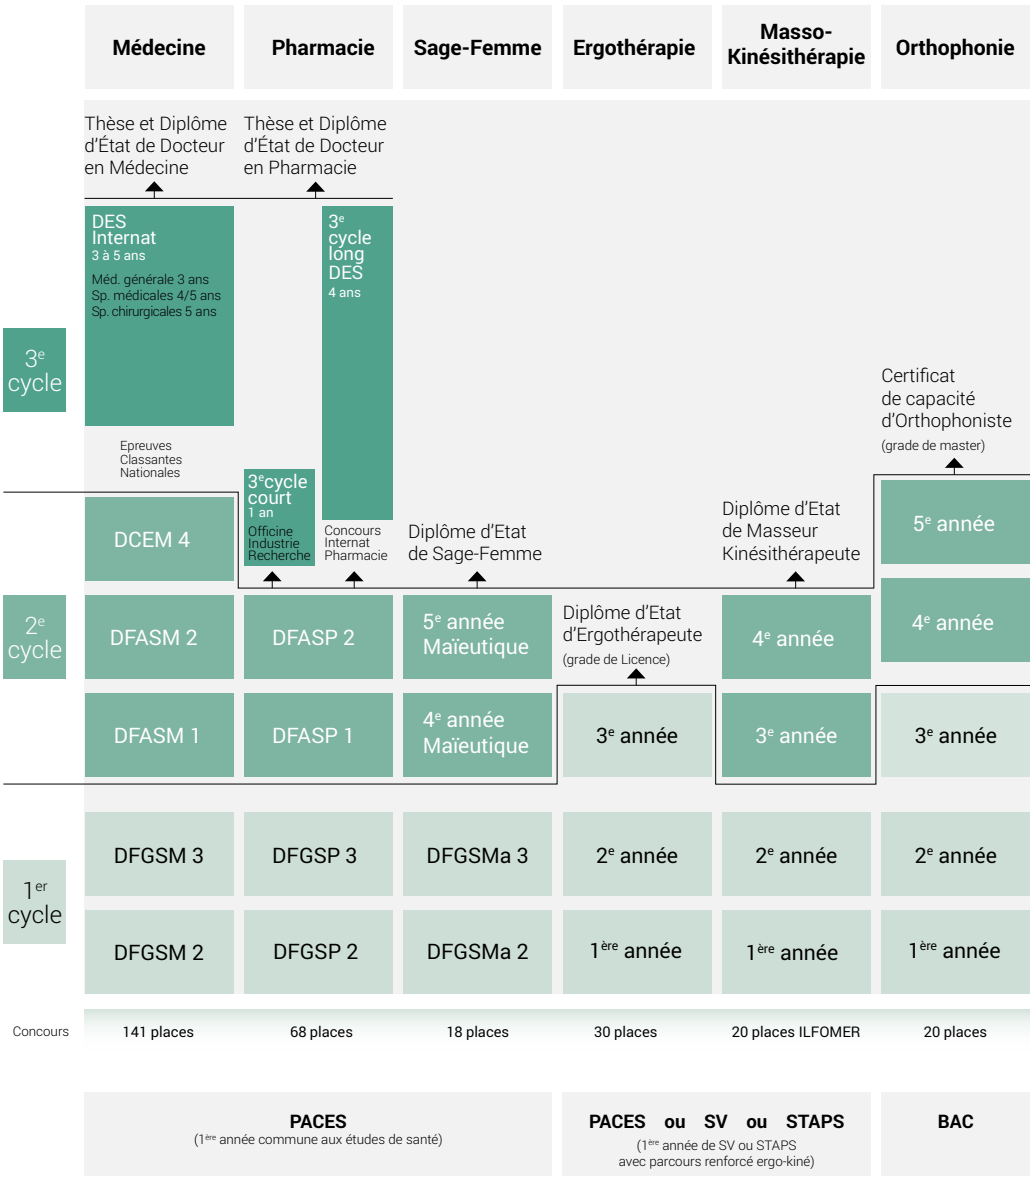 Médecine
Pharmacie
Sage-Femme
Ergothérapie
Masso-
Kinésithérapie
Orthophonie
Thèse et Diplôme
d'État de Docteur
en Médecine
Thèse et Diplôme
d'État de Docteur
en Pharmacie
DES
Internat
3 à 5 ans
Méd. générale 3 ans
Sp. médicales 4/5 ans
Sp. chirurgicales 5 ans
3e
cycle
long
DES
4 ans
3e
cycle
Certificat
de capacité
d'Orthophoniste
(grade de master)
Epreuves
Classantes
Nationales
3e cycle
court
1 an
Officine
Industrie
Recherche
Concours
Internat
Pharmacie
DCEM 4
Diplôme d'Etat
de Sage-Femme
Diplôme d'Etat
de Masseur
Kinésithérapeute
5e année
2e
cycle
DFASM 2
DFASP 2
5e année
Maïeutique
Diplôme d'Etat
d'Ergothérapeute
(grade de Licence)
4e année
4e année
DFASM 1
DFASP 1
4e année
Maïeutique
3e année
3e année
3e année
1er
cycle
DFGSM 3
DFGSP 3
DFGSMa 3
2e année
2e année
2e année
DFGSM 2
DFGSP 2
DFGSMa 2
1ère année
1ère année
1ère année
Concours
141 places
68 places
18 places
30 places
20 places ILFOMER
20 places
PACES
(1ère année commune aux études de santé)
PACES ou SV ou STAPS
(1ère année de SV ou STAPS
avec parcours renforcé ergo-kiné)
BAC